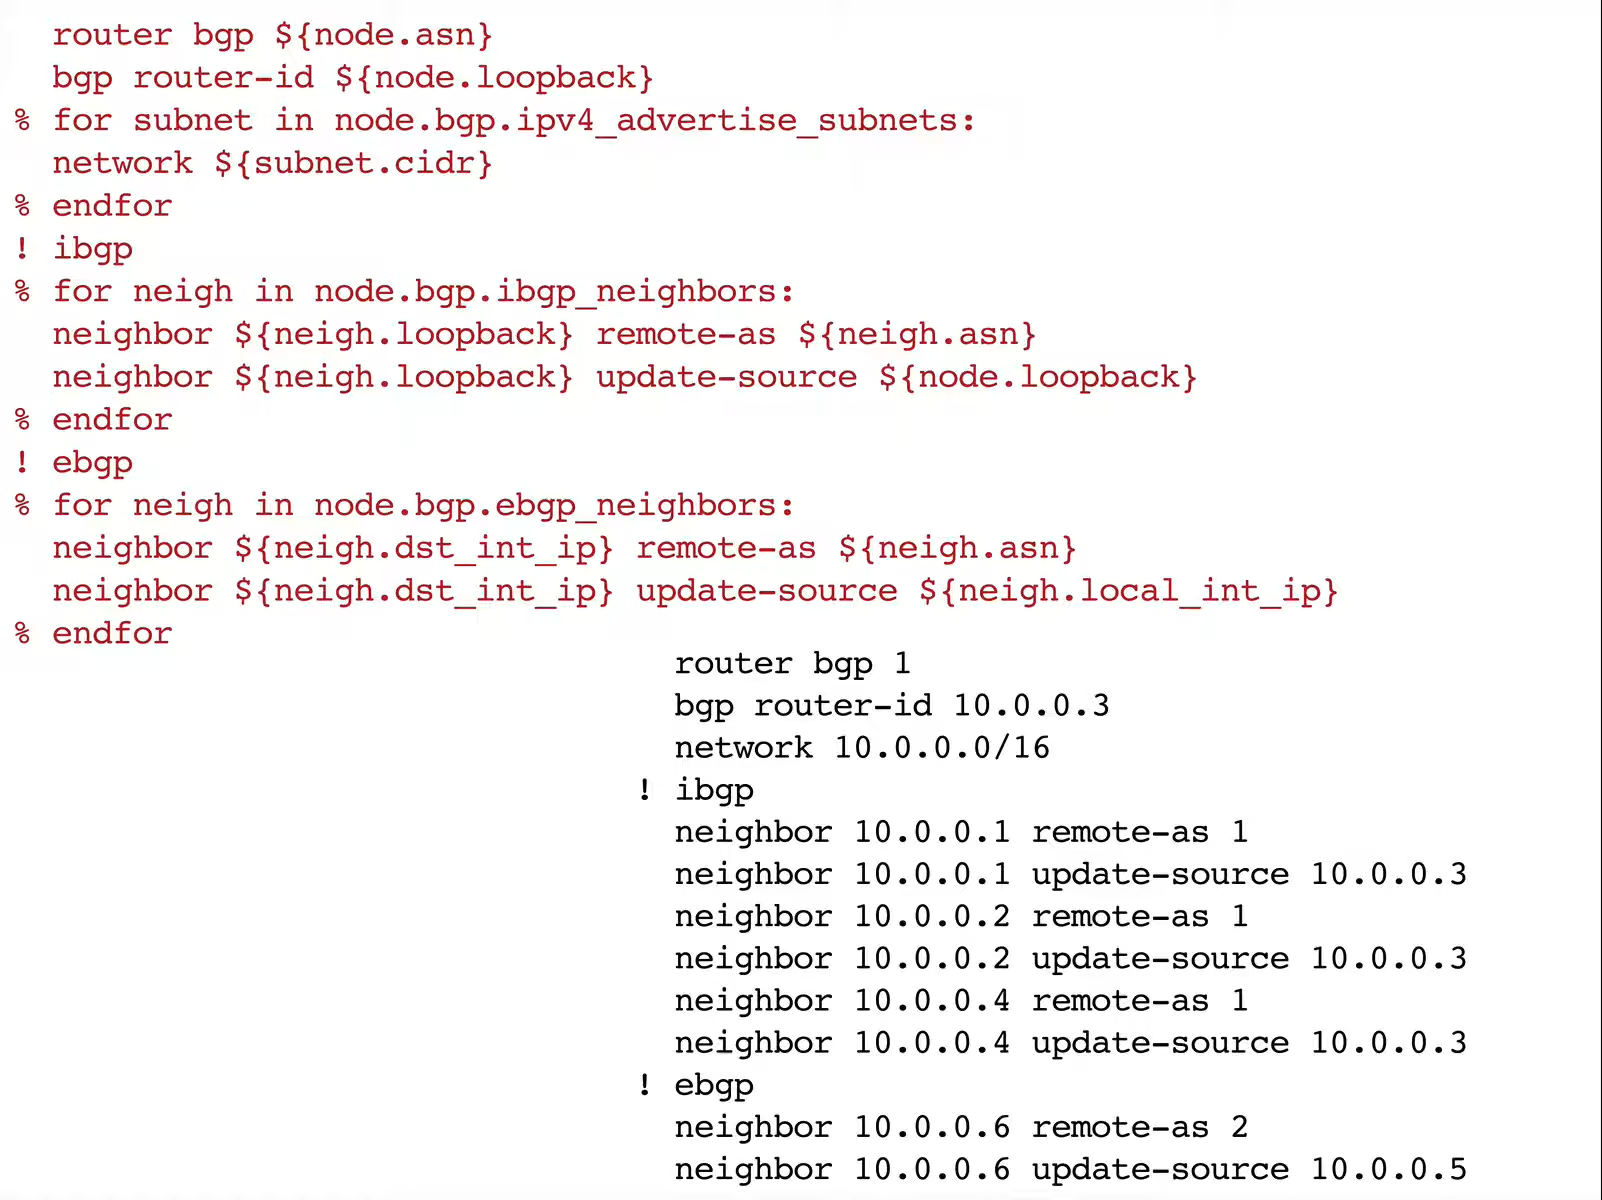 router bgp ${node.asn}
bgp router-id ${node.loopback}
% for subnet in node.bgp.ipv4_advertise_subnets:
network ${subnet.cidr}
% endfor
! ibgp
% for neigh in node.bgp.ibgp_neighbors:
neighbor ${neigh.loopback} remote-as ${neigh.asn}
neighbor ${neigh.loopback} update-source ${node.loopback}
% endfor
! ebgp
% for neigh in node.bgp.ebgp_neighbors:
neighbor ${neigh.dst_int_ip} remote-as ${neigh.asn}
neighbor ${neigh.dst_int_ip} update-source ${neigh.local_int_ip}
% endfor
router bgp 1
bgp router-id 10.0.0.3
network 10.0.0.0/16
! ibgp
neighbor 10.0.0.1 remote-as 1
neighbor 10.0.0.1 update-source 10.0.0.3
neighbor 10.0.0.2 remote-as 1
neighbor 10.0.0.2 update-source 10.0.0.3
neighbor 10.0.0.4 remote-as 1
neighbor 10.0.0.4 update-source 10.0.0.3
! ebgp
neighbor 10.0.0.6 remote-as 2
neighbor 10.0.0.6 update-source 10.0.0.5